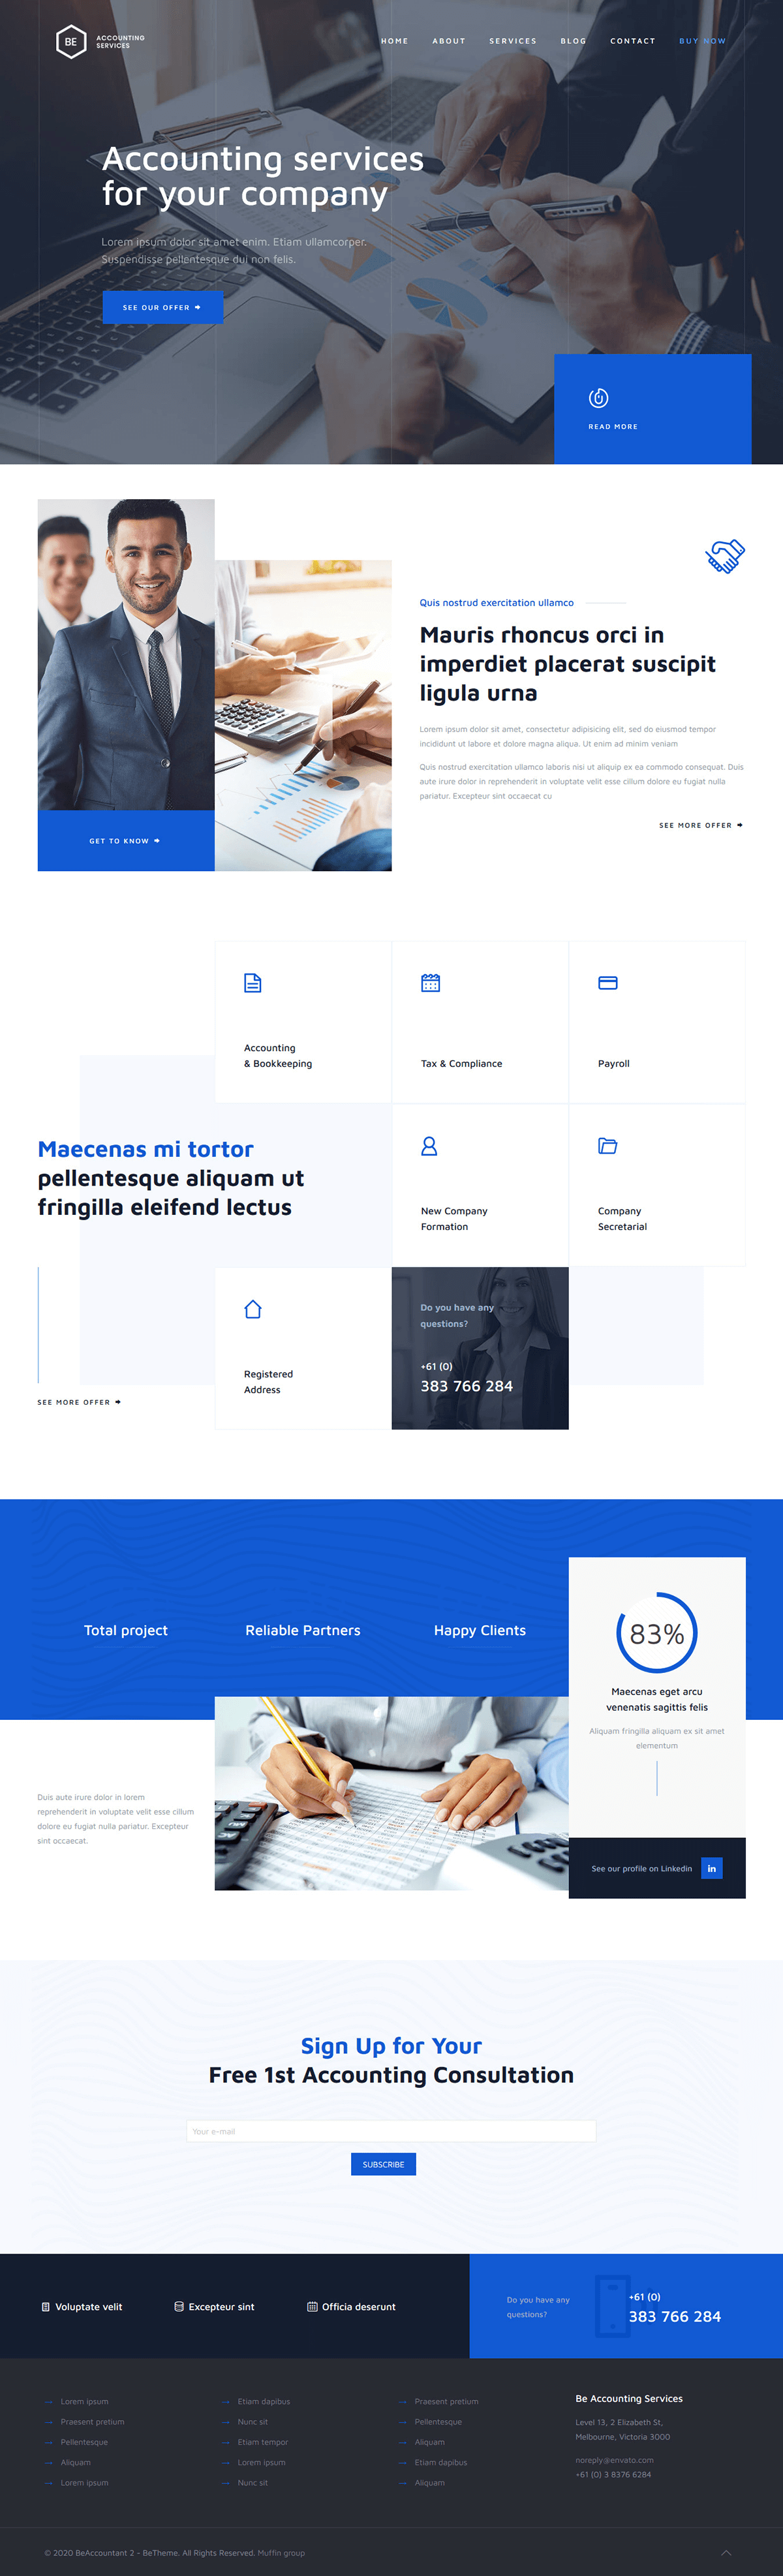 BE
ACCOUNTING
SERVICES
HOME
ABOUT
SERVICES
BLOG
CONTACT
BUY NOW
Accounting services
for your company
Lorem ipsum dolor sit amet enim. Etiam ullamcorper.
Suspendisse pellentesque dui non felis.
SEE OUR OFFER
READ MORE
GET TO KNOW
Quis nostrud exercitation ullamco
Mauris rhoncus orci in
imperdiet placerat suscipit
ligula urna
Lorem ipsum dolor sit amet, consectetur adipisicing elit, sed do eiusmod tempor
incididunt ut labore et dolore magna aliqua. Ut enim ad minim veniam
Quis nostrud exercitation ullamco laboris nisi ut aliquip ex ea commodo consequat. Duis
aute irure dolor in reprehenderit in voluptate velit esse cillum dolore eu fugiat nulla
pariatur. Excepteur sint occaecat cu
SEE MORE OFFER
Accounting
& Bookkeeping
Tax & Compliance
Payroll
Maecenas mi tortor
pellentesque aliquam ut
fringilla eleifend lectus
New Company
Formation
Company
Secretarial
SEE MORE OFFER
Registered
Address
Do you have any
questions?
+61 (0)
383 766 284
Total project
Reliable Partners
Happy Clients
83%
Maecenas eget arcu
venenatis sagittis felis
Aliquam fringilla aliquam ex sit amet
elementum
Duis aute irure dolor in lorem
reprehenderit in voluptate velit esse cillum
dolore eu fugiat nulla pariatur. Excepteur
sint occaecat.
See our profile on Linkedin
in
Sign Up for Your
Free 1st Accounting Consultation
Your e-mail
SUBSCRIBE
Voluptate velit
Excepteur sint
Officia deserunt
Do you have any
questions?
+61 (0)
383 766 284
Lorem ipsum
Praesent pretium
Pellentesque
Aliquam
Lorem ipsum
Etiam dapibus
Nunc sit
Etiam tempor
Lorem ipsum
Nunc sit
Praesent pretium
Pellentesque
Aliquam
Etiam dapibus
Aliquam
Be Accounting Services
Level 13, 2 Elizabeth St,
Melbourne, Victoria 3000
noreply@envato.com
+61 (0) 3 8376 6284
© 2020 BeAccountant 2 - BeTheme. All Rights Reserved. Muffin group